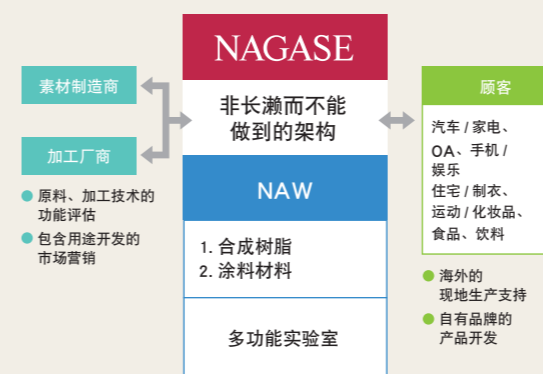 素材制造商
加工厂商
● 原料、加工技术的
功能评估
● 包含用途开发的
市场营销
NAGASE
非长濑而不能
做到的架构
NAW
1. 合成树脂
2. 涂料材料
多功能实验室
顾客
汽车 / 家电、
OA、手机 /
娱乐
住宅 / 制衣、
运动 / 化妆品、
食品、饮料
● 海外的
现地生产支持
● 自有品牌的
产品开发